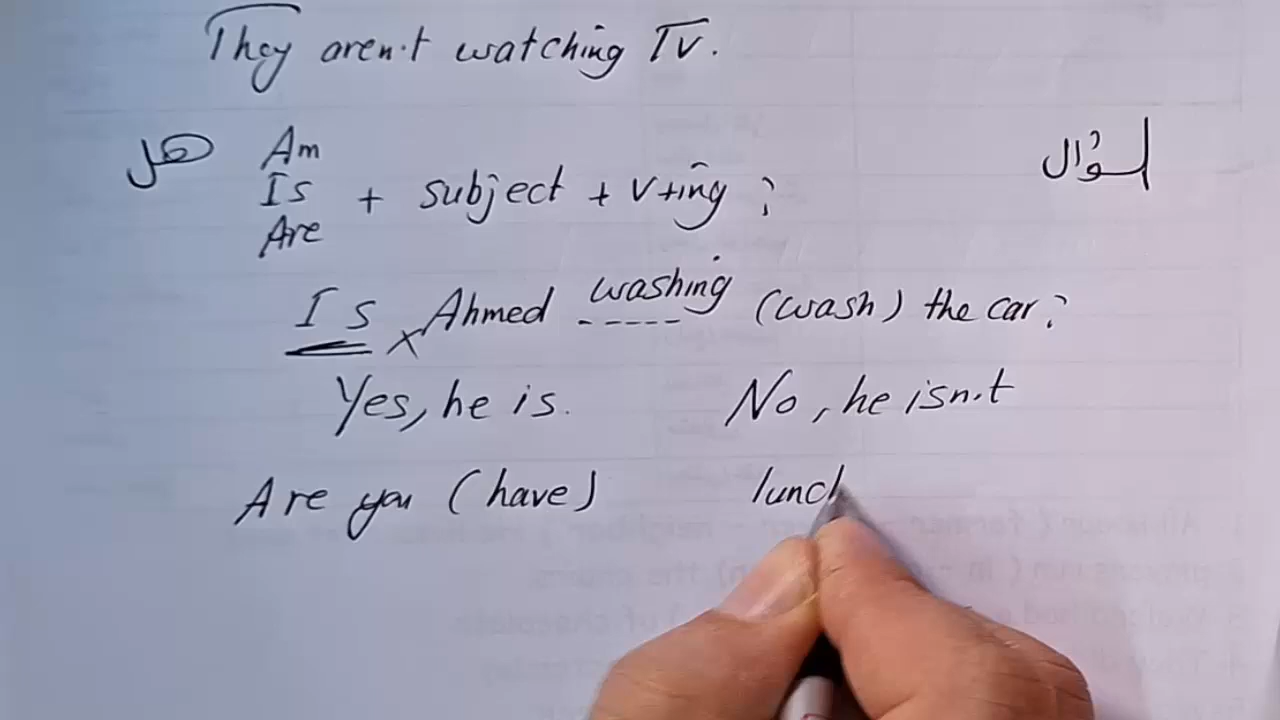 They aren't watching TV.
هل Am السؤال
Is + subject + v+ing ?
Are
Is x Ahmed washing (wash) the car?
Yes, he is. No, he isn't
Are you (have) lunch